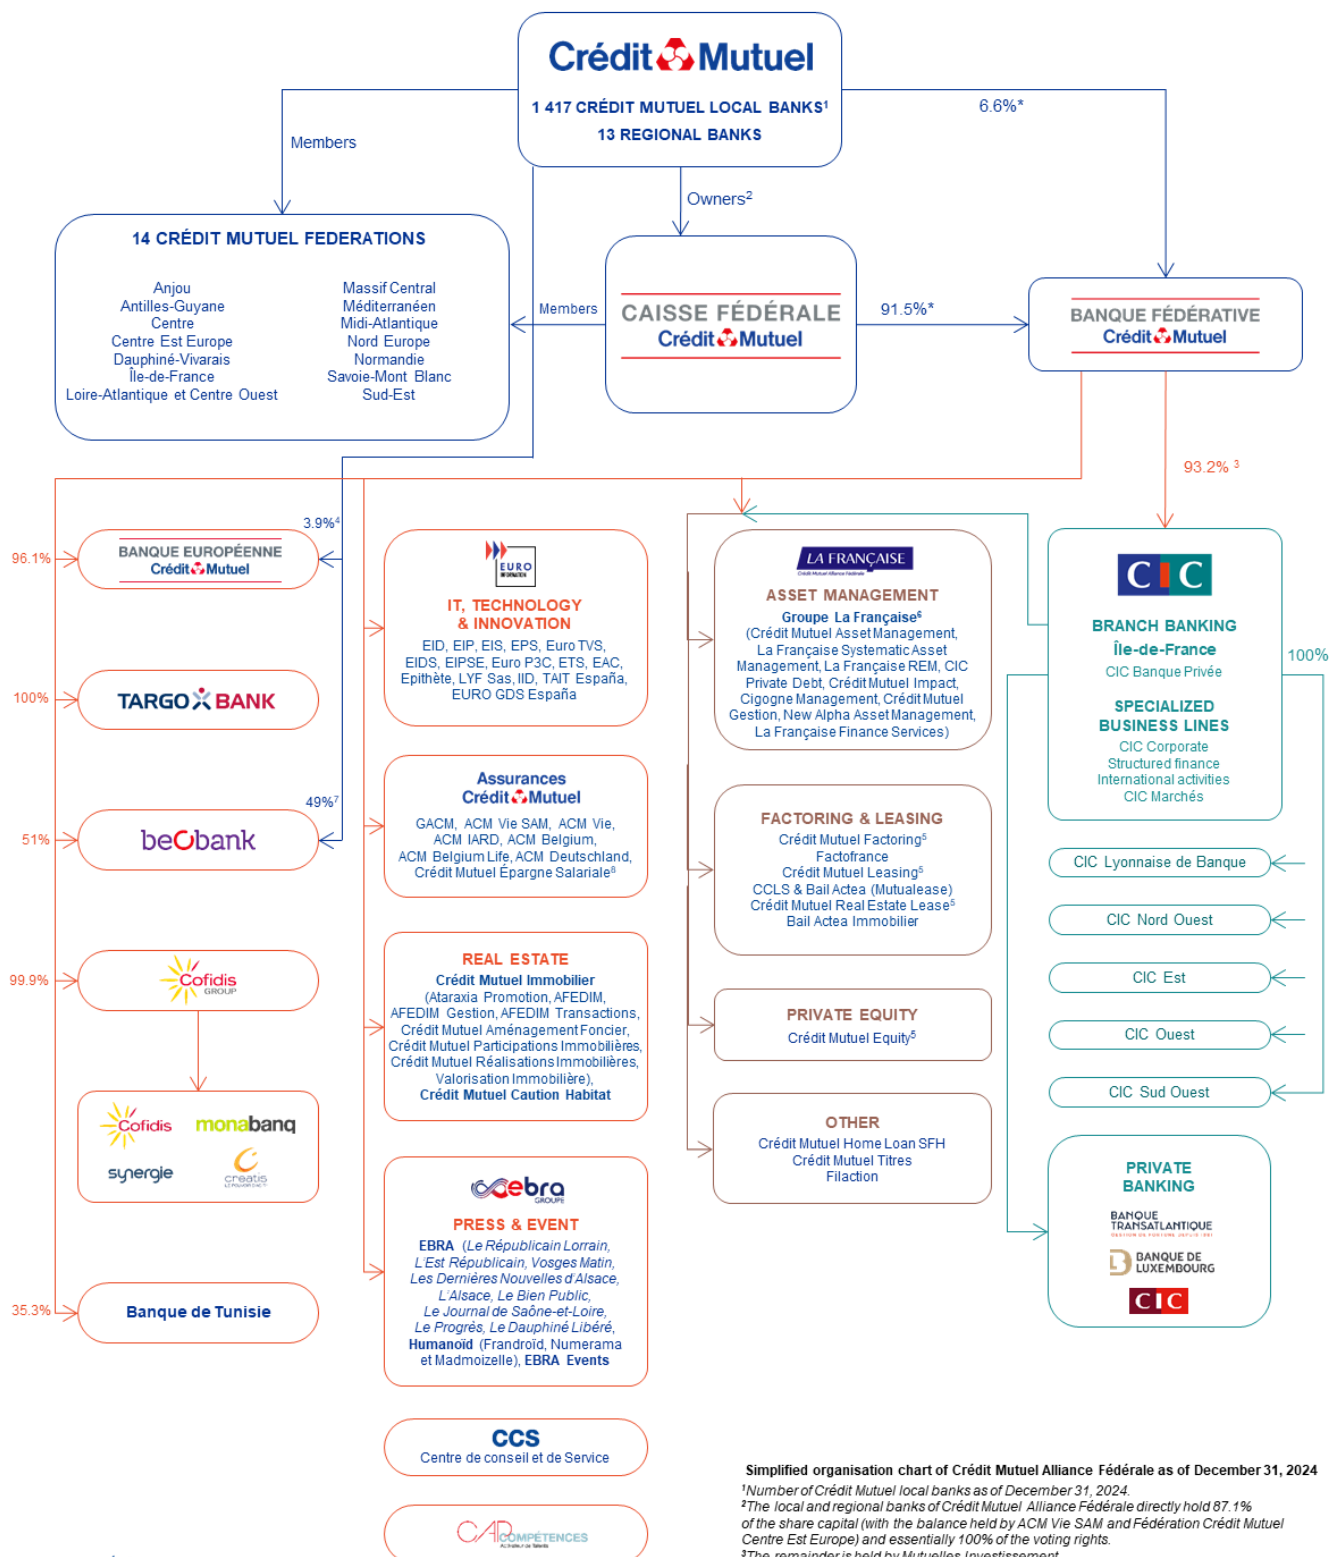 Crédit Mutuel
1 417 CRÉDIT MUTUEL LOCAL BANKS¹
13 REGIONAL BANKS
6.6%*
Members
Owners²
14 CRÉDIT MUTUEL FEDERATIONS
Anjou
Antilles-Guyane
Centre
Centre Est Europe
Dauphiné-Vivarais
Île-de-France
Loire-Atlantique et Centre Ouest
Massif Central
Méditerranéen
Midi-Atlantique
Nord Europe
Normandie
Savoie-Mont Blanc
Sud-Est
Members
CAISSE FÉDÉRALE
Crédit Mutuel
91.5%*
BANQUE FÉDÉRATIVE
Crédit Mutuel
93.2% ³
3.9%⁴
96.1%
BANQUE EUROPÉENNE
Crédit Mutuel
100%
TARGO BANK
49%⁷
51%
beobank
99.9%
Cofidis
GROUP
Cofidis
monabanq
synergie
creatis
35.3%
Banque de Tunisie
EURO
INFORMATION
IT, TECHNOLOGY
& INNOVATION
EID, EIP, EIS, EPS, Euro TVS,
EIDS, EIPSE, Euro P3C, ETS, EAC,
Epithète, LYF Sas, IID, TAIT España,
EURO GDS España
Assurances
Crédit Mutuel
GACM, ACM Vie SAM, ACM Vie,
ACM IARD, ACM Belgium,
ACM Belgium Life, ACM Deutschland,
Crédit Mutuel Épargne Salariale⁸
REAL ESTATE
Crédit Mutuel Immobilier
(Ataraxia Promotion, AFEDIM,
AFEDIM Gestion, AFEDIM Transactions,
Crédit Mutuel Aménagement Foncier,
Crédit Mutuel Participations Immobilières,
Crédit Mutuel Réalisations Immobilières,
Valorisation Immobilière),
Crédit Mutuel Caution Habitat
ebra
GROUPE
PRESS & EVENT
EBRA (Le Républicain Lorrain,
L'Est Républicain, Vosges Matin,
Les Dernières Nouvelles d'Alsace,
L'Alsace, Le Bien Public,
Le Journal de Saône-et-Loire,
Le Progrès, Le Dauphiné Libéré,
Humanoïd (Frandroïd, Numerama
et Madmoizelle), EBRA Events
CCS
Centre de conseil et de Service
CAP COMPÉTENCES
LA FRANÇAISE
Crédit Mutuel Alliance Fédérale
ASSET MANAGEMENT
Groupe La Française⁶
(Crédit Mutuel Asset Management,
La Française Systematic Asset
Management, La Française REM, CIC
Private Debt, Crédit Mutuel Impact,
Cigogne Management, Crédit Mutuel
Gestion, New Alpha Asset Management,
La Française Finance Services)
FACTORING & LEASING
Crédit Mutuel Factoring⁵
Factofrance
Crédit Mutuel Leasing⁵
CCLS & Bail Actea (Mutualease)
Crédit Mutuel Real Estate Lease⁵
Bail Actea Immobilier
PRIVATE EQUITY
Crédit Mutuel Equity⁵
OTHER
Crédit Mutuel Home Loan SFH
Crédit Mutuel Titres
Filaction
CIC
BRANCH BANKING
Île-de-France
CIC Banque Privée
SPECIALIZED
BUSINESS LINES
CIC Corporate
Structured finance
International activities
CIC Marchés
100%
CIC Lyonnaise de Banque
CIC Nord Ouest
CIC Est
CIC Ouest
CIC Sud Ouest
PRIVATE
BANKING
BANQUE
TRANSATLANTIQUE
BANQUE DE
LUXEMBOURG
CIC
Simplified organisation chart of Crédit Mutuel Alliance Fédérale as of December 31, 2024
¹Number of Crédit Mutuel local banks as of December 31, 2024.
²The local and regional banks of Crédit Mutuel Alliance Fédérale directly hold 87.1%
of the share capital (with the balance held by ACM Vie SAM and Fédération Crédit Mutuel
Centre Est Europe) and essentially 100% of the voting rights.
³The remainder is held by Mutuelles Investissement.